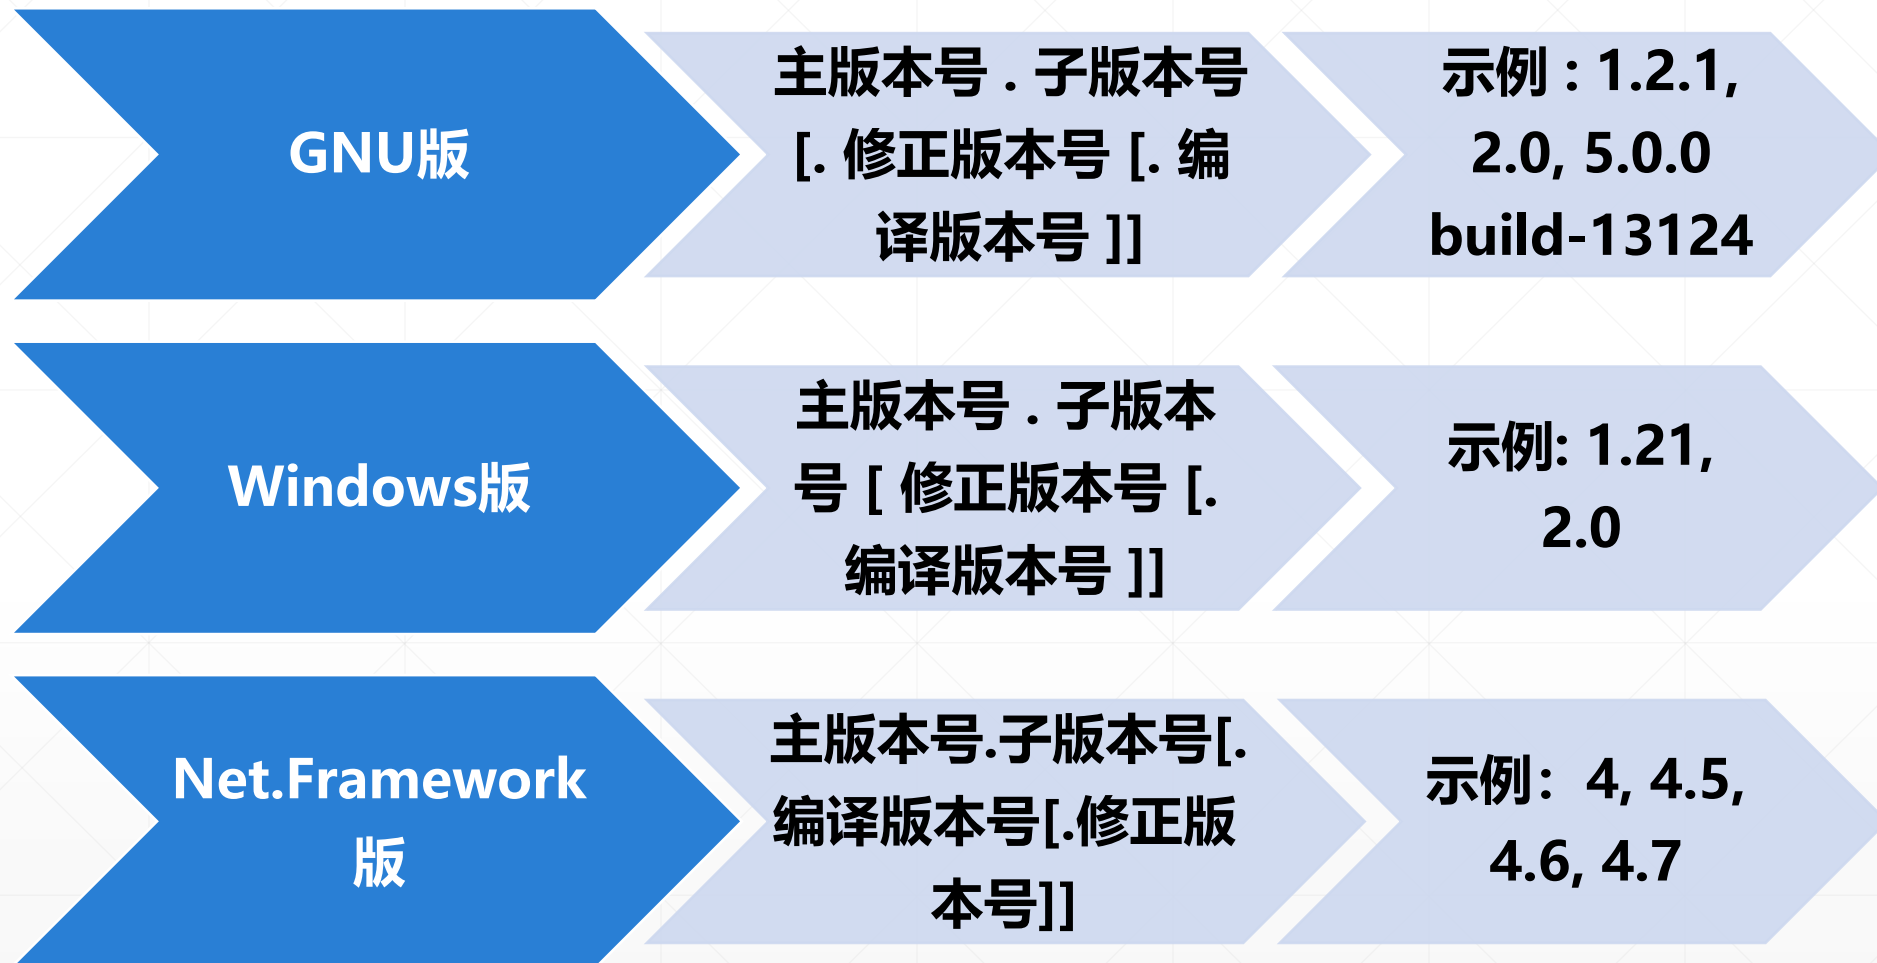 GNU版
主版本号 . 子版本号
[. 修正版本号 [. 编
译版本号 ]]
示例 : 1.2.1,
2.0, 5.0.0
build-13124
Windows版
主版本号 . 子版本
号 [ 修正版本号 [.
编译版本号 ]]
示例: 1.21,
2.0
Net.Framework
版
主版本号.子版本号[.
编译版本号[.修正版
本号]]
示例：4, 4.5,
4.6, 4.7